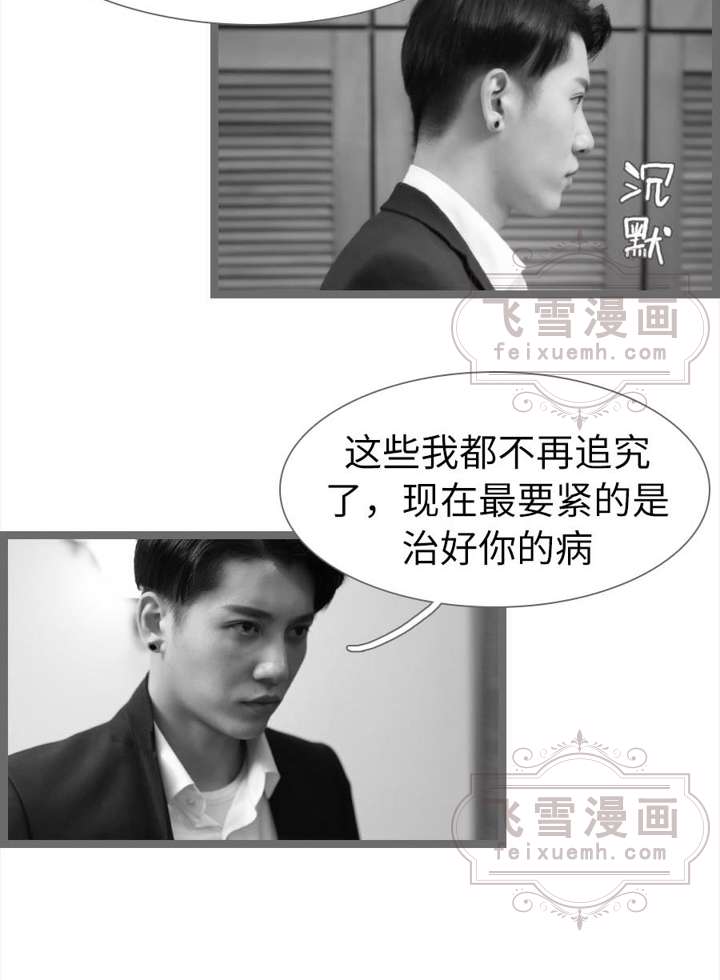 沉
默
飞雪漫画
feixuemh.com
这些我都不再追究
了，现在最要紧的是
治好你的病
飞雪漫画
feixuemh.com